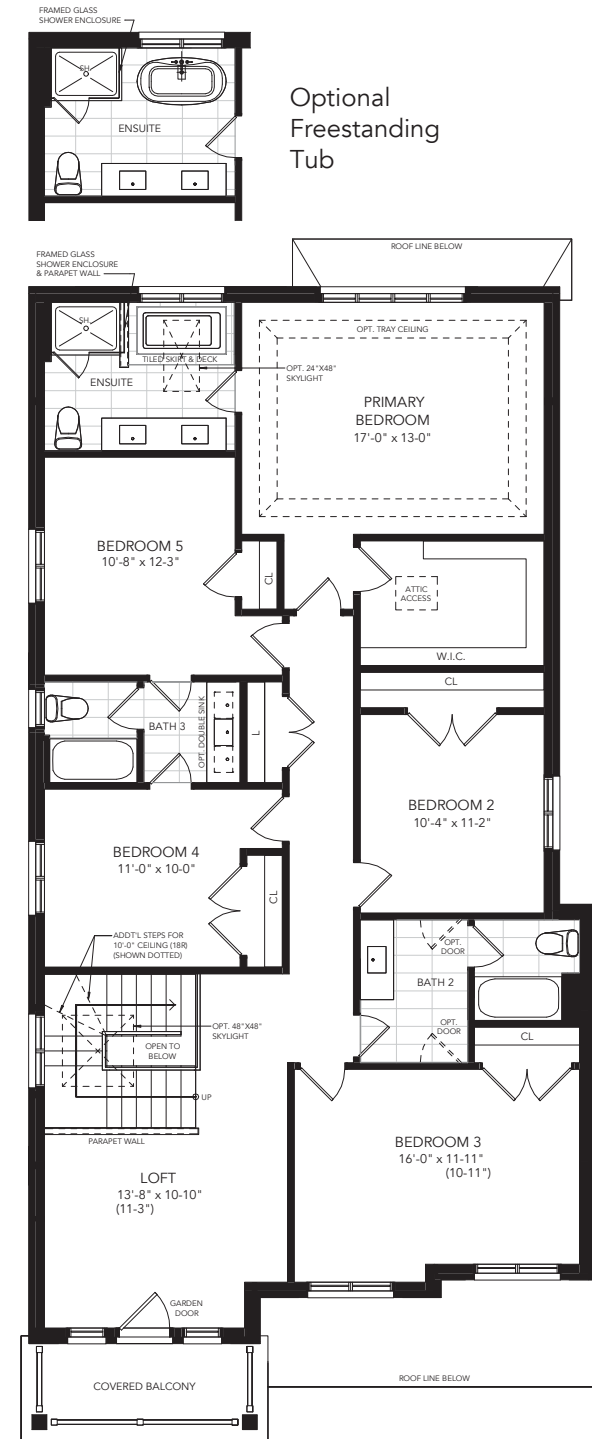 FRAMED GLASS
SHOWER ENCLOSURE
SH
ENSUITE
Optional
Freestanding
Tub
ROOF LINE BELOW
FRAMED GLASS
SHOWER ENCLOSURE
& PARAPET WALL
SH
TILED SKIRT & DECK
ENSUITE
OPT. 24"X48"
SKYLIGHT
OPT. TRAY CEILING
PRIMARY
BEDROOM
17'-0" x 13-0"
BEDROOM 5
10'-8" x 12-3"
CL
ATTIC
ACCESS
W.I.C.
CL
BATH 3
OPT. DOUBLE SINK
L
BEDROOM 2
10'-4" x 11-2"
BEDROOM 4
11'-0" x 10-0"
CL
ADDT'L STEPS FOR
10'-0" CEILING (18R)
(SHOWN DOTTED)
OPT.
DOOR
BATH 2
OPT. 48"X48"
SKYLIGHT
OPEN TO
BELOW
OPT.
DOOR
CL
UP
PARAPET WALL
BEDROOM 3
16'-0" x 11-11"
(10-11")
LOFT
13'-8" x 10-10"
(11-3")
GARDEN
DOOR
COVERED BALCONY
ROOF LINE BELOW